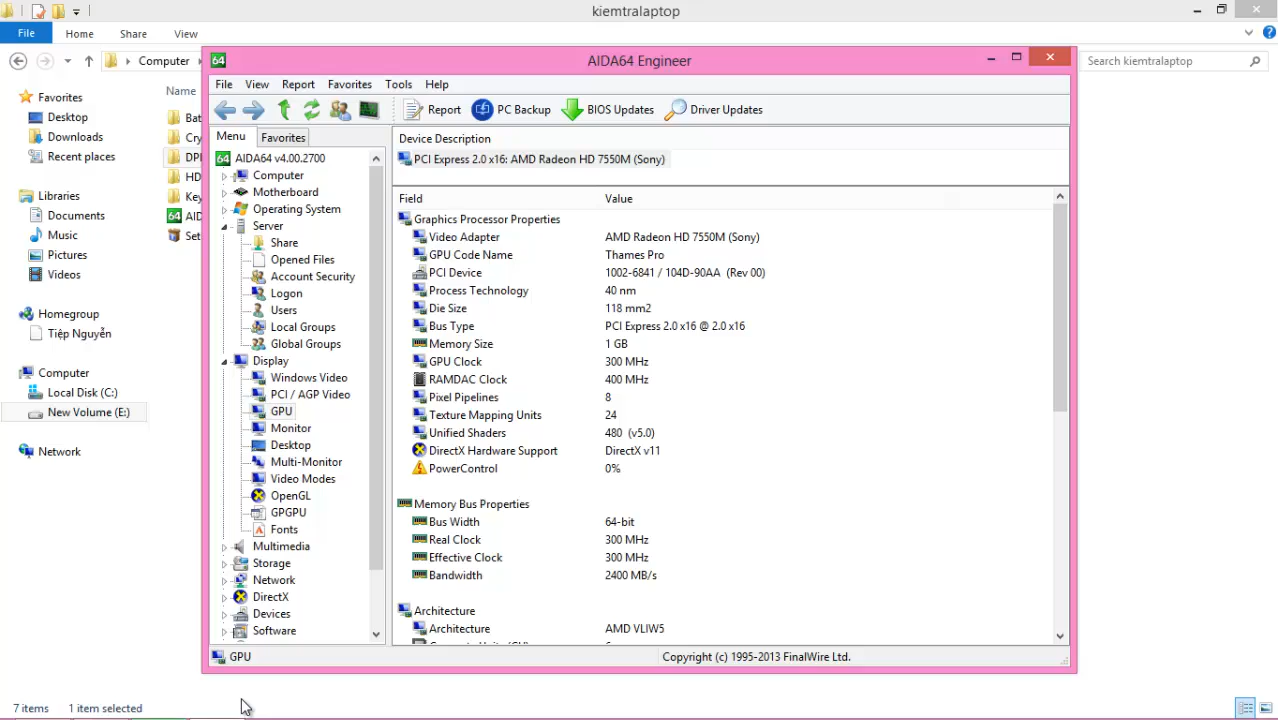 kiemtralaptop
File Home Share View
Computer
Search kiemtralaptop
Favorites
Desktop
Downloads
Recent places
Libraries
Documents
Music
Pictures
Videos
Homegroup
Tiệp Nguyễn
Computer
Local Disk (C:)
New Volume (E:)
Network
Name
Bat
Cry
DPI
HD
Key
64 AID
Set
7 items 1 item selected
64 AIDA64 Engineer
File View Report Favorites Tools Help
Report PC Backup BIOS Updates Driver Updates
Menu Favorites
64 AIDA64 v4.00.2700
Computer
Motherboard
Operating System
Server
Share
Opened Files
Account Security
Logon
Users
Local Groups
Global Groups
Display
Windows Video
PCI / AGP Video
GPU
Monitor
Desktop
Multi-Monitor
Video Modes
OpenGL
GPGPU
Fonts
Multimedia
Storage
Network
DirectX
Devices
Software
Device Description
PCI Express 2.0 x16: AMD Radeon HD 7550M (Sony)
Field Value
Graphics Processor Properties
Video Adapter AMD Radeon HD 7550M (Sony)
GPU Code Name Thames Pro
PCI Device 1002-6841 / 104D-90AA (Rev 00)
Process Technology 40 nm
Die Size 118 mm2
Bus Type PCI Express 2.0 x16 @ 2.0 x16
Memory Size 1 GB
GPU Clock 300 MHz
RAMDAC Clock 400 MHz
Pixel Pipelines 8
Texture Mapping Units 24
Unified Shaders 480 (v5.0)
DirectX Hardware Support DirectX v11
PowerControl 0%
Memory Bus Properties
Bus Width 64-bit
Real Clock 300 MHz
Effective Clock 300 MHz
Bandwidth 2400 MB/s
Architecture
Architecture AMD VLIW5
GPU Copyright (c) 1995-2013 FinalWire Ltd.